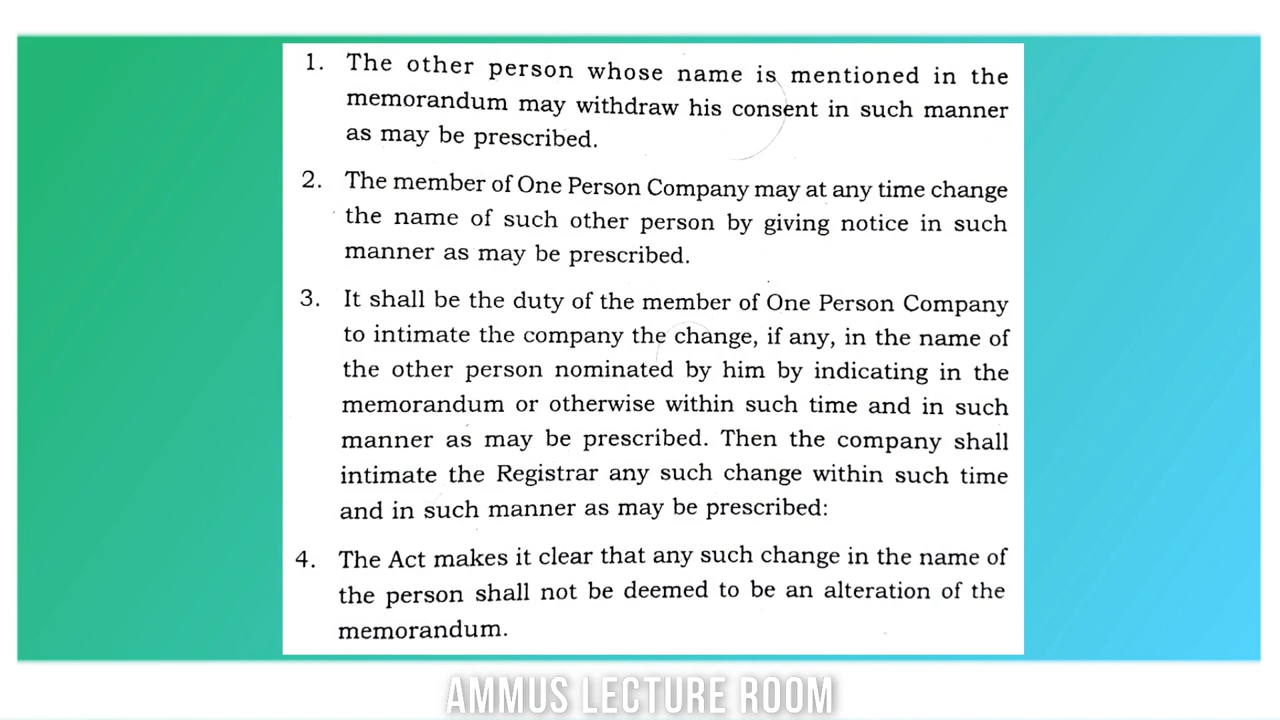 1. The other person whose name is mentioned in the
memorandum may withdraw his consent in such manner
as may be prescribed.
2. The member of One Person Company may at any time change
the name of such other person by giving notice in such
manner as may be prescribed.
3. It shall be the duty of the member of One Person Company
to intimate the company the change, if any, in the name of
the other person nominated by him by indicating in the
memorandum or otherwise within such time and in such
manner as may be prescribed. Then the company shall
intimate the Registrar any such change within such time
and in such manner as may be prescribed:
4. The Act makes it clear that any such change in the name of
the person shall not be deemed to be an alteration of the
memorandum.
AMMUS LECTURE ROOM